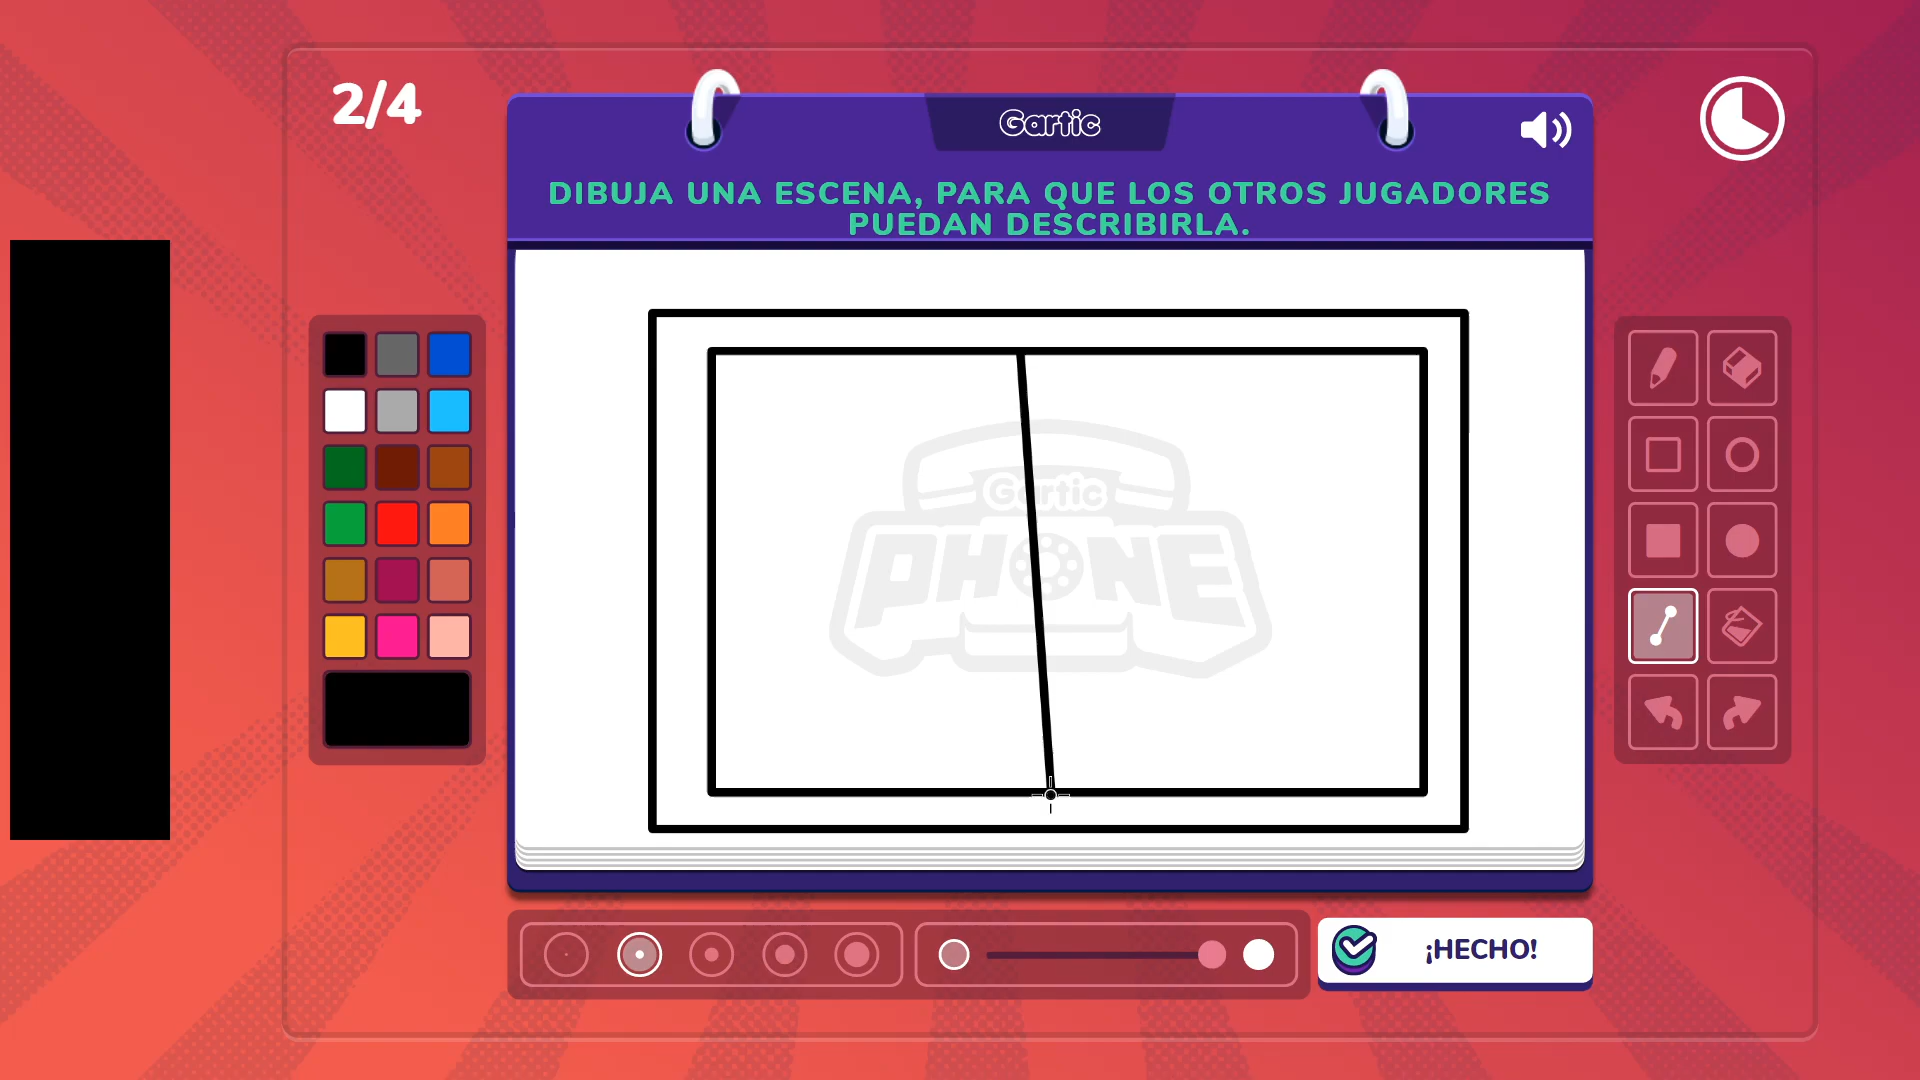 2/4
Gartic
DIBUJA UNA ESCENA, PARA QUE LOS OTROS JUGADORES
PUEDAN DESCRIBIRLA.
Gartic
PHONE
¡HECHO!